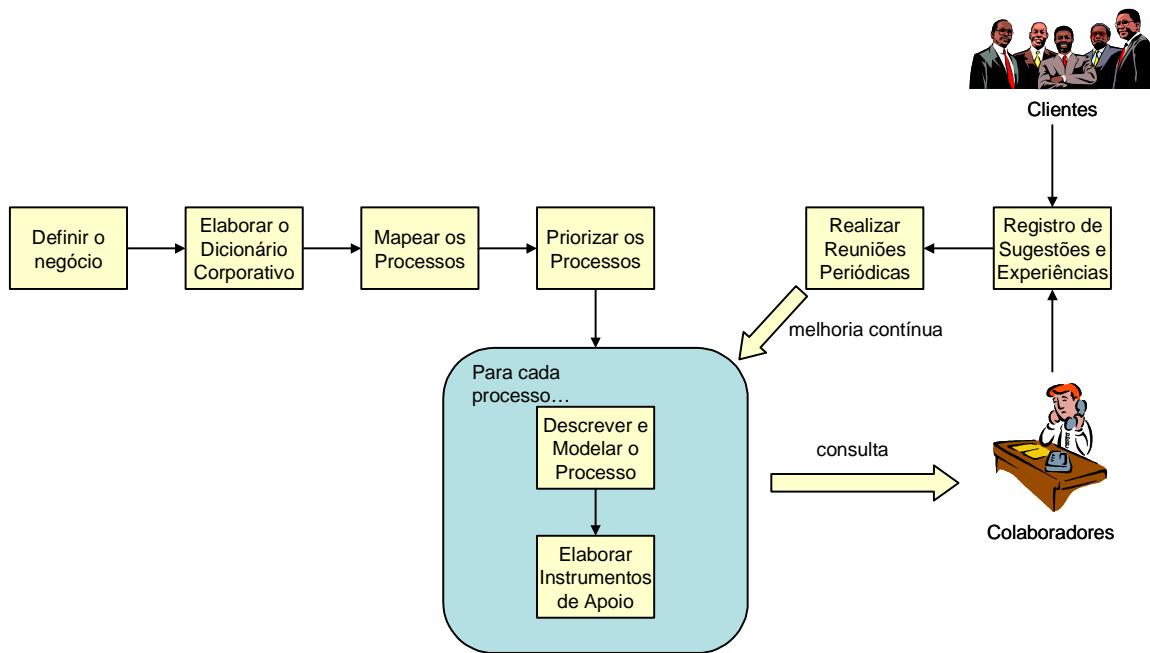 Clientes
Definir o
negócio
Elaborar o
Dicionário
Corporativo
Mapear os
Processos
Priorizar os
Processos
Realizar
Reuniões
Periódicas
Registro de
Sugestões e
Experiências
melhoria contínua
Para cada
processo…
Descrever e
Modelar o
Processo
consulta
Colaboradores
Elaborar
Instrumentos
de Apoio